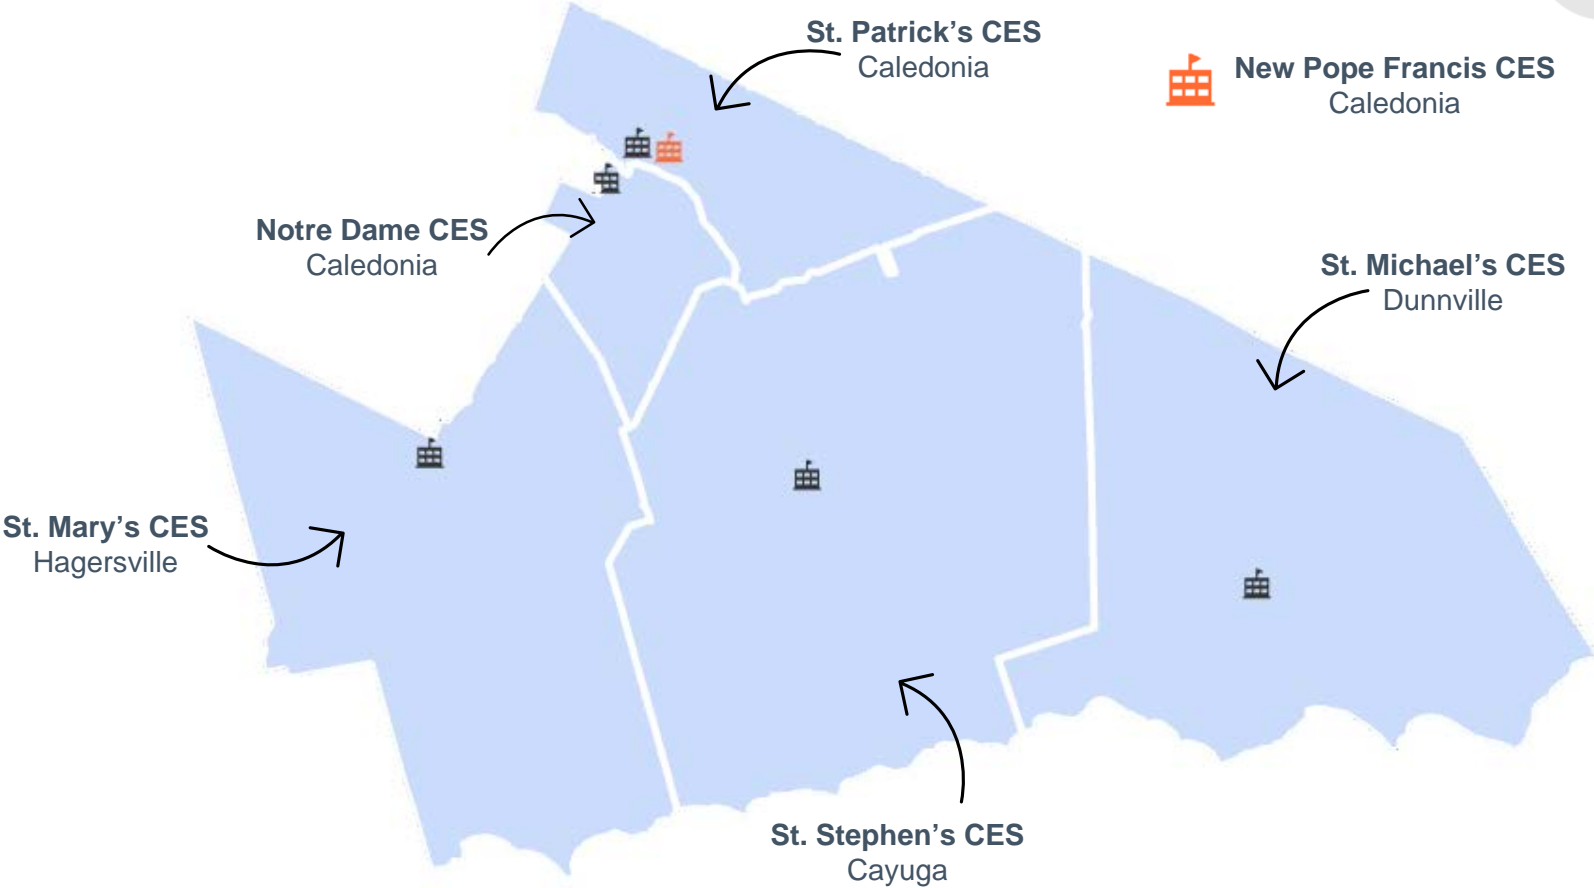 St. Patrick’s CES
Caledonia
New Pope Francis CES
Caledonia
Notre Dame CES
Caledonia
St. Michael’s CES
Dunnville
St. Mary’s CES
Hagersville
St. Stephen’s CES
Cayuga